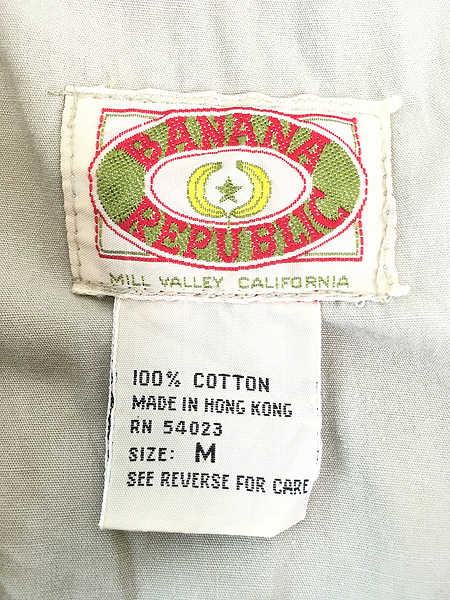 BANANA
REPUBLIC
MILL VALLEY, CALIFORNIA
100% COTTON
MADE IN HONG KONG
RN 54023
SIZE: M
SEE REVERSE FOR CARE